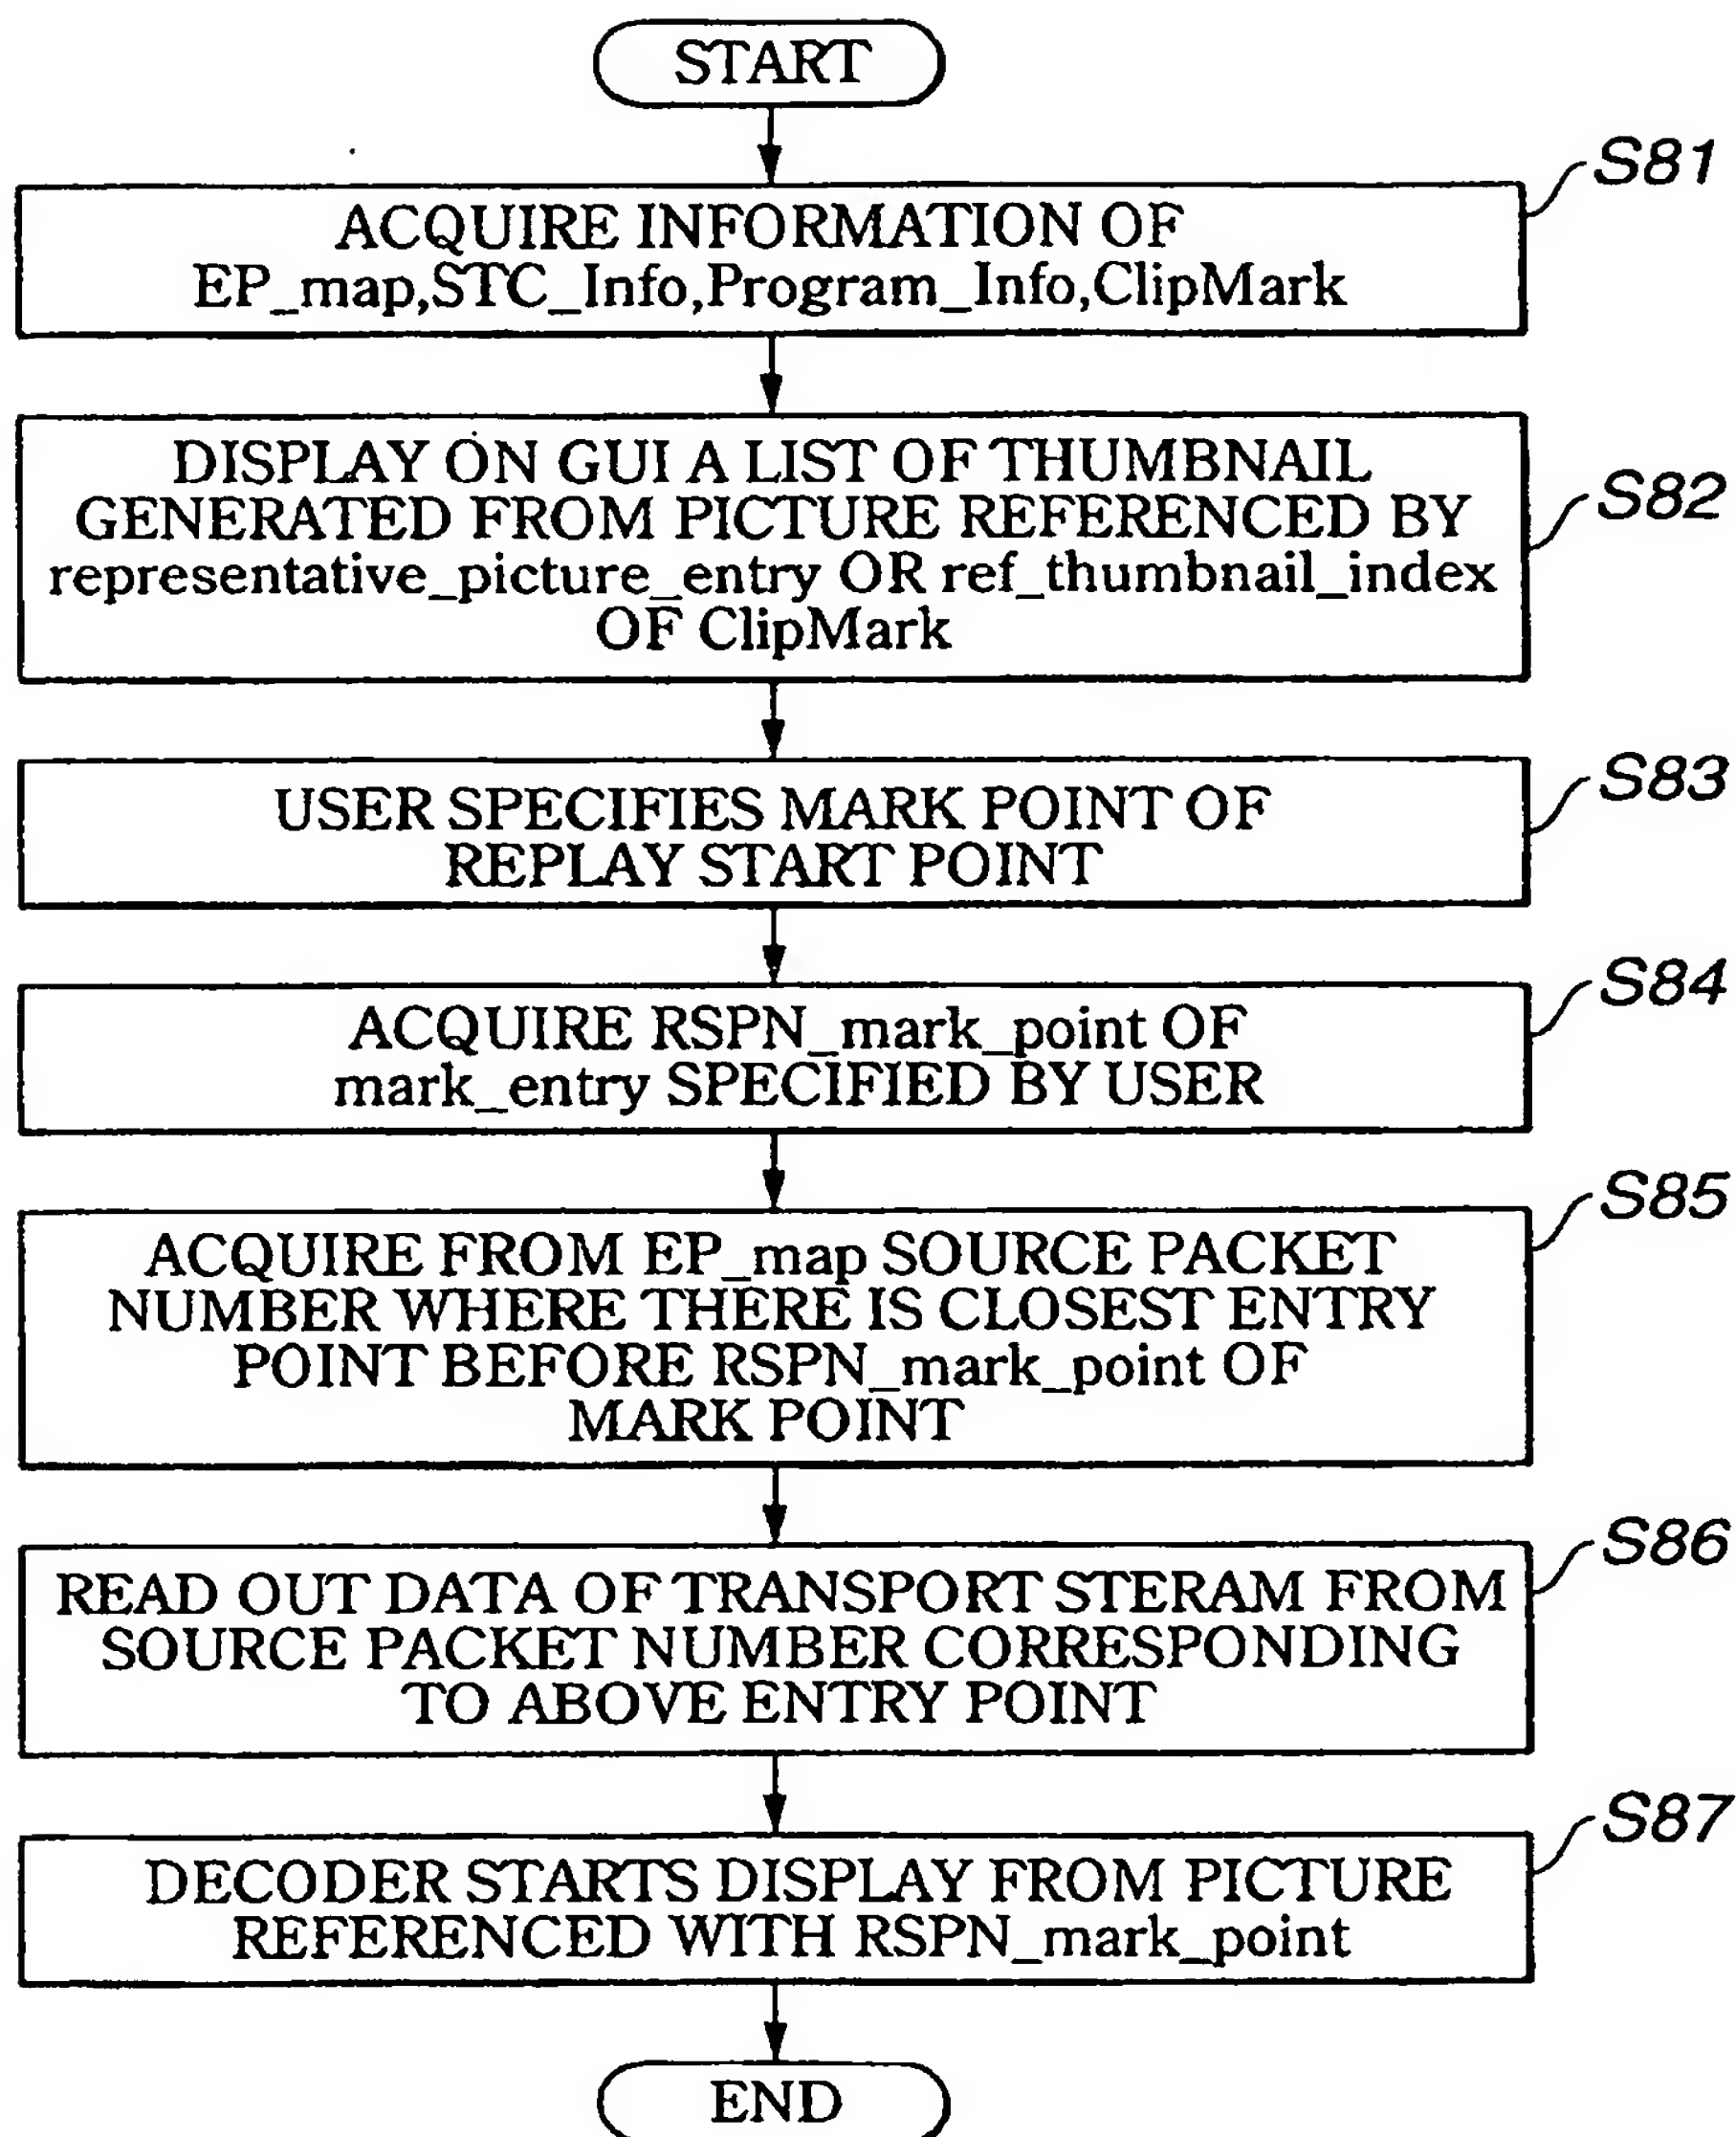 START
S81
ACQUIRE INFORMATION OF
EP_map,STC_Info,Program_Info,ClipMark
S82
DISPLAY ON GUI A LIST OF THUMBNAIL
GENERATED FROM PICTURE REFERENCED BY
representative_picture_entry OR ref_thumbnail_index
OF ClipMark
S83
USER SPECIFIES MARK POINT OF
REPLAY START POINT
S84
ACQUIRE RSPN_mark_point OF
mark_entry SPECIFIED BY USER
S85
ACQUIRE FROM EP_map SOURCE PACKET
NUMBER WHERE THERE IS CLOSEST ENTRY
POINT BEFORE RSPN_mark_point OF
MARK POINT
S86
READ OUT DATA OF TRANSPORT STERAM FROM
SOURCE PACKET NUMBER CORRESPONDING
TO ABOVE ENTRY POINT
S87
DECODER STARTS DISPLAY FROM PICTURE
REFERENCED WITH RSPN_mark_point
END